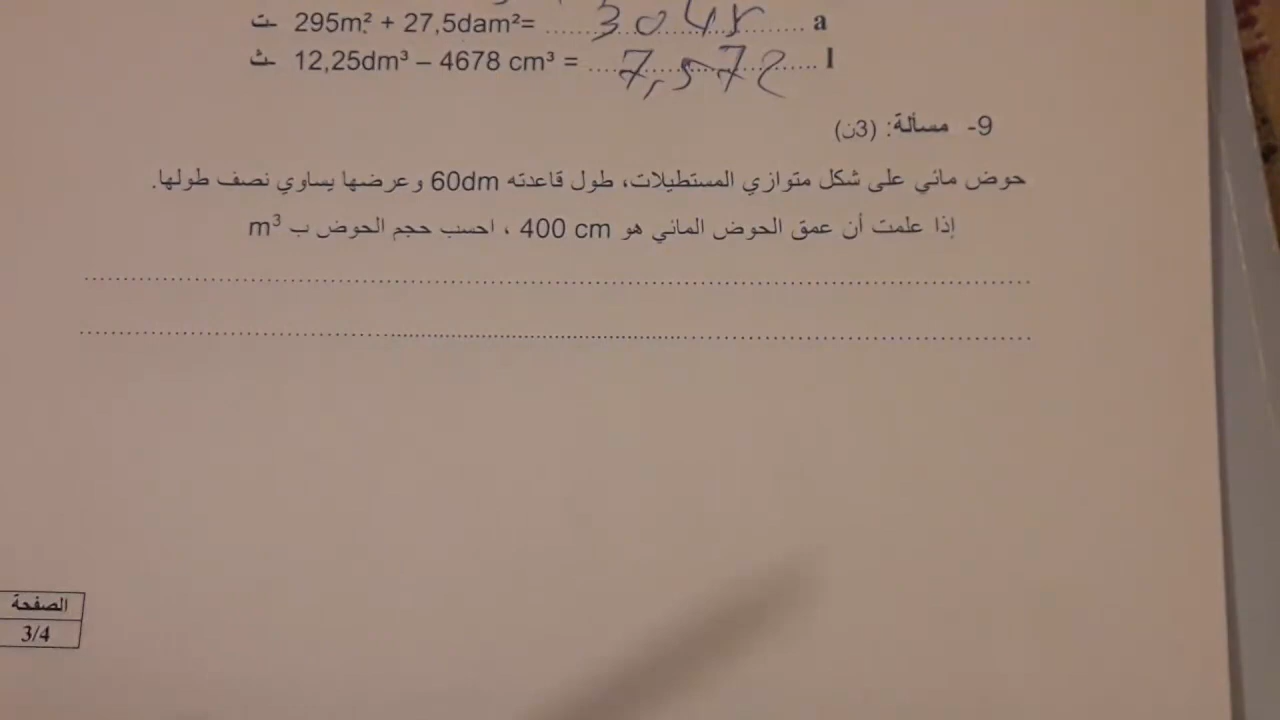 ت- 295m² + 27,5dam²= ........ 3045 ........ a
ث- 12,25dm³ – 4678 cm³ = ........ 7,572 ........ l
9- مسألة: (3ن)
حوض مائي على شكل متوازي المستطيلات، طول قاعدته 60dm وعرضها يساوي نصف طولها.
إذا علمت أن عمق الحوض المائي هو 400 cm ، احسب حجم الحوض ب m³
الصفحة
3/4